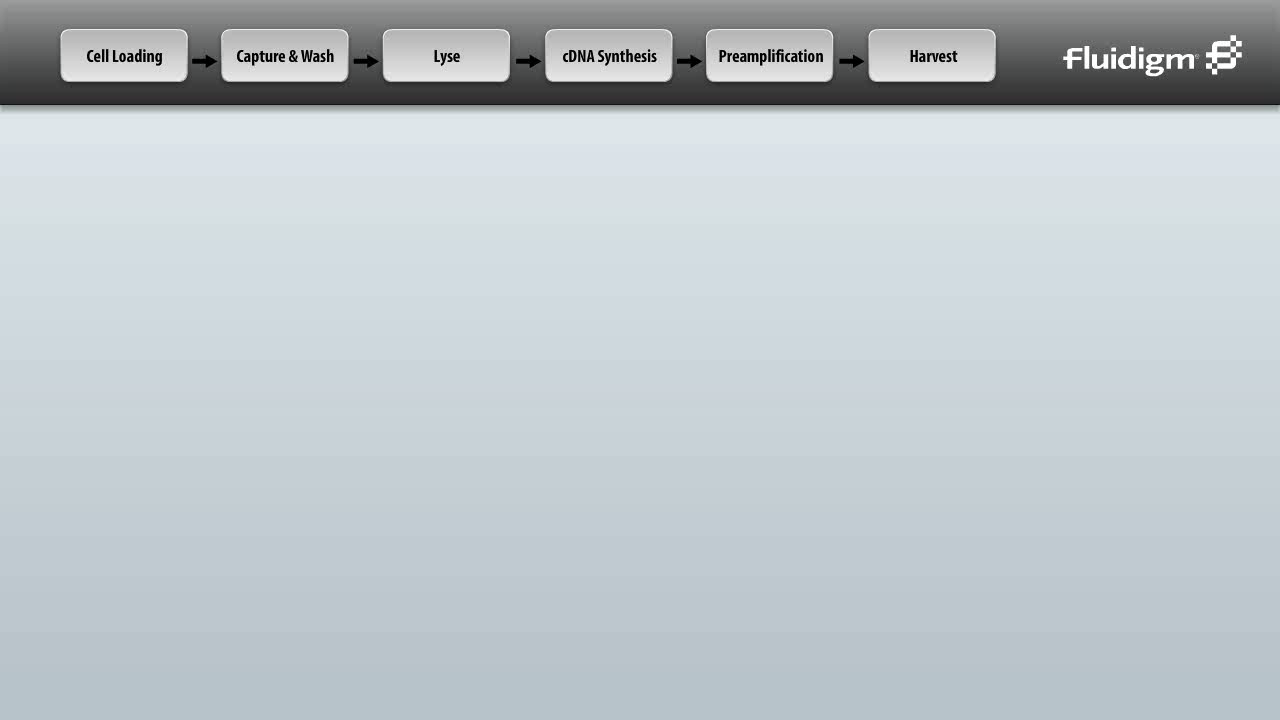 Cell Loading
Capture & Wash
Lyse
cDNA Synthesis
Preamplification
Harvest
Fluidigm®